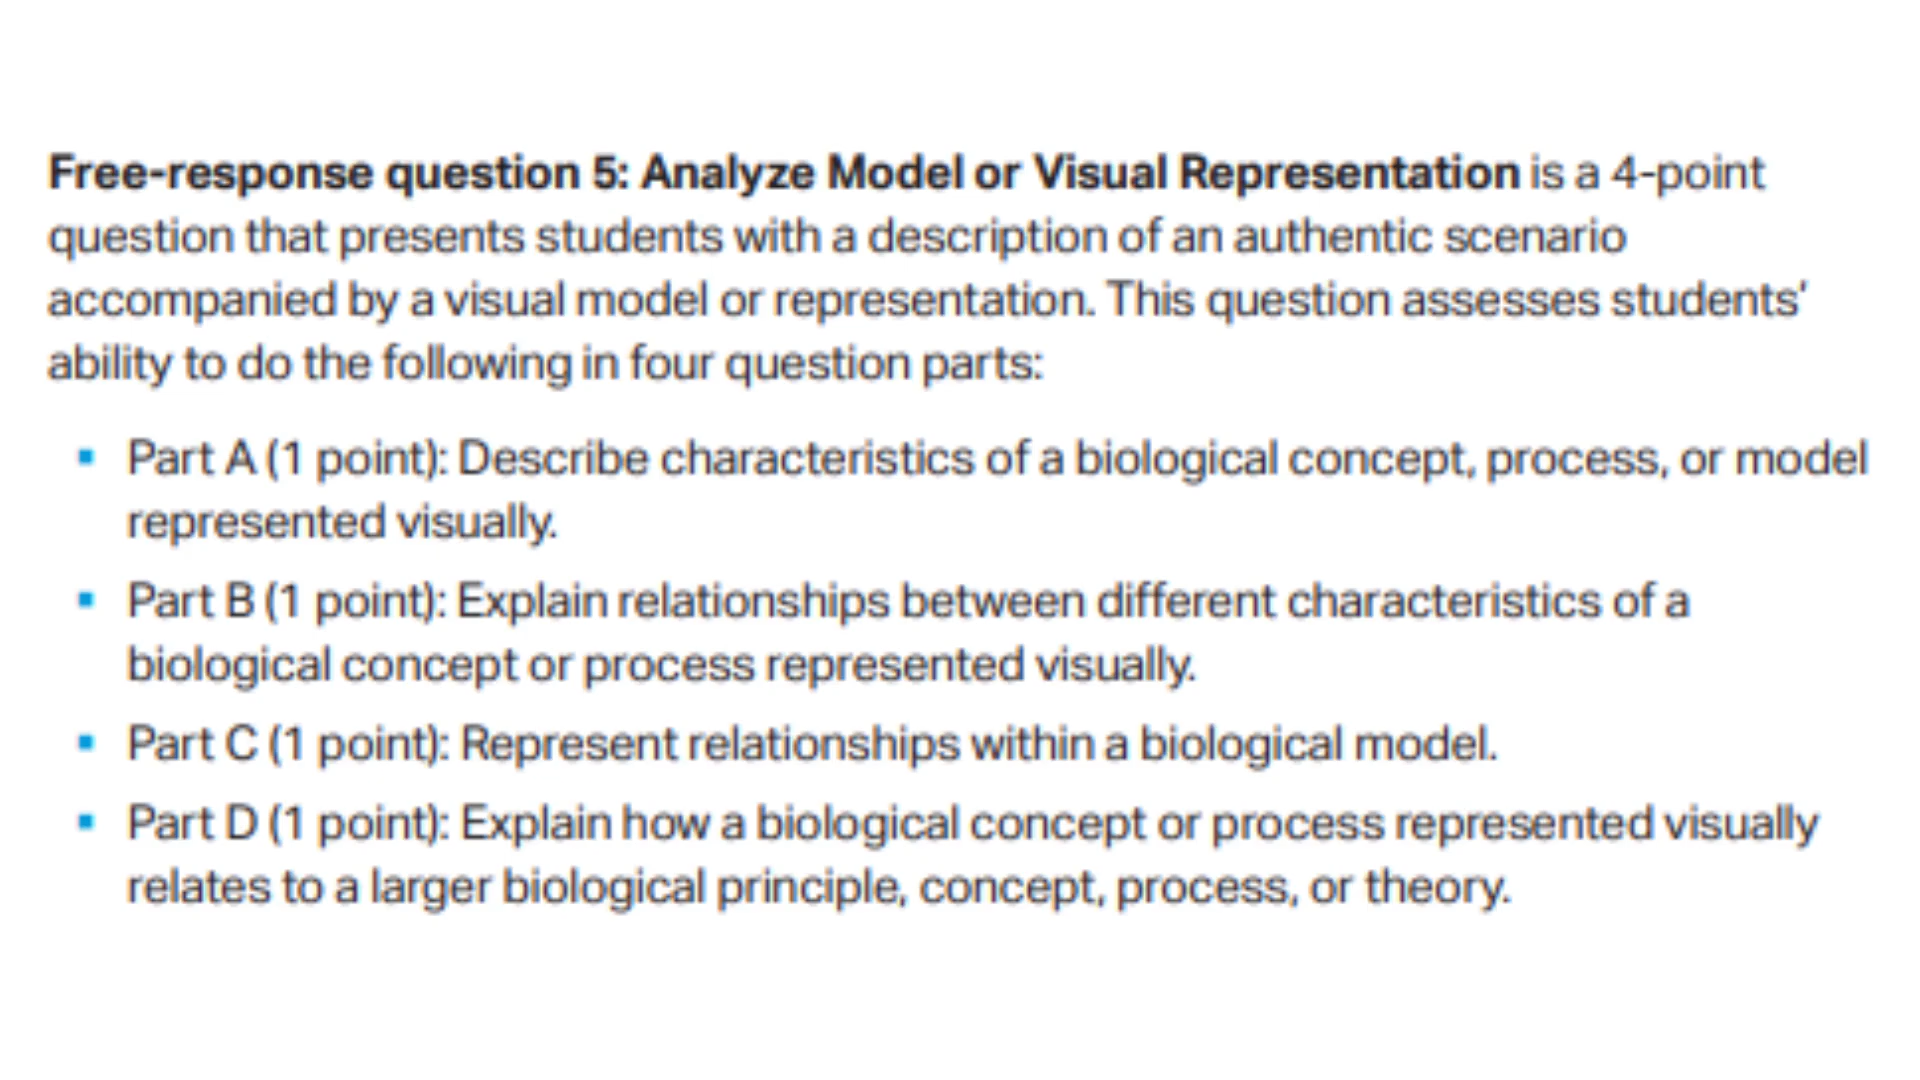 Free-response question 5: Analyze Model or Visual Representation is a 4-point
question that presents students with a description of an authentic scenario
accompanied by a visual model or representation. This question assesses students’
ability to do the following in four question parts:
▪ Part A (1 point): Describe characteristics of a biological concept, process, or model
represented visually.
▪ Part B (1 point): Explain relationships between different characteristics of a
biological concept or process represented visually.
▪ Part C (1 point): Represent relationships within a biological model.
▪ Part D (1 point): Explain how a biological concept or process represented visually
relates to a larger biological principle, concept, process, or theory.